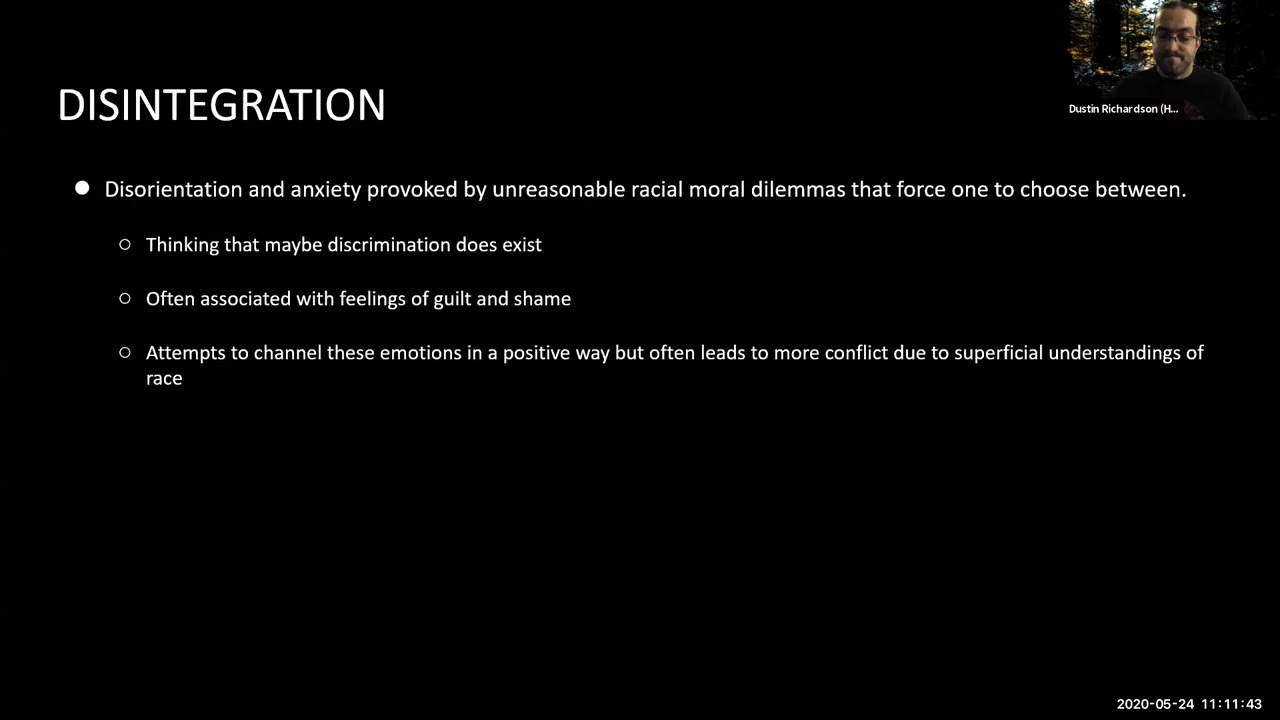 Dustin Richardson (H...
DISINTEGRATION
● Disorientation and anxiety provoked by unreasonable racial moral dilemmas that force one to choose between.
○ Thinking that maybe discrimination does exist
○ Often associated with feelings of guilt and shame
○ Attempts to channel these emotions in a positive way but often leads to more conflict due to superficial understandings of
race
2020-05-24 11:11:43